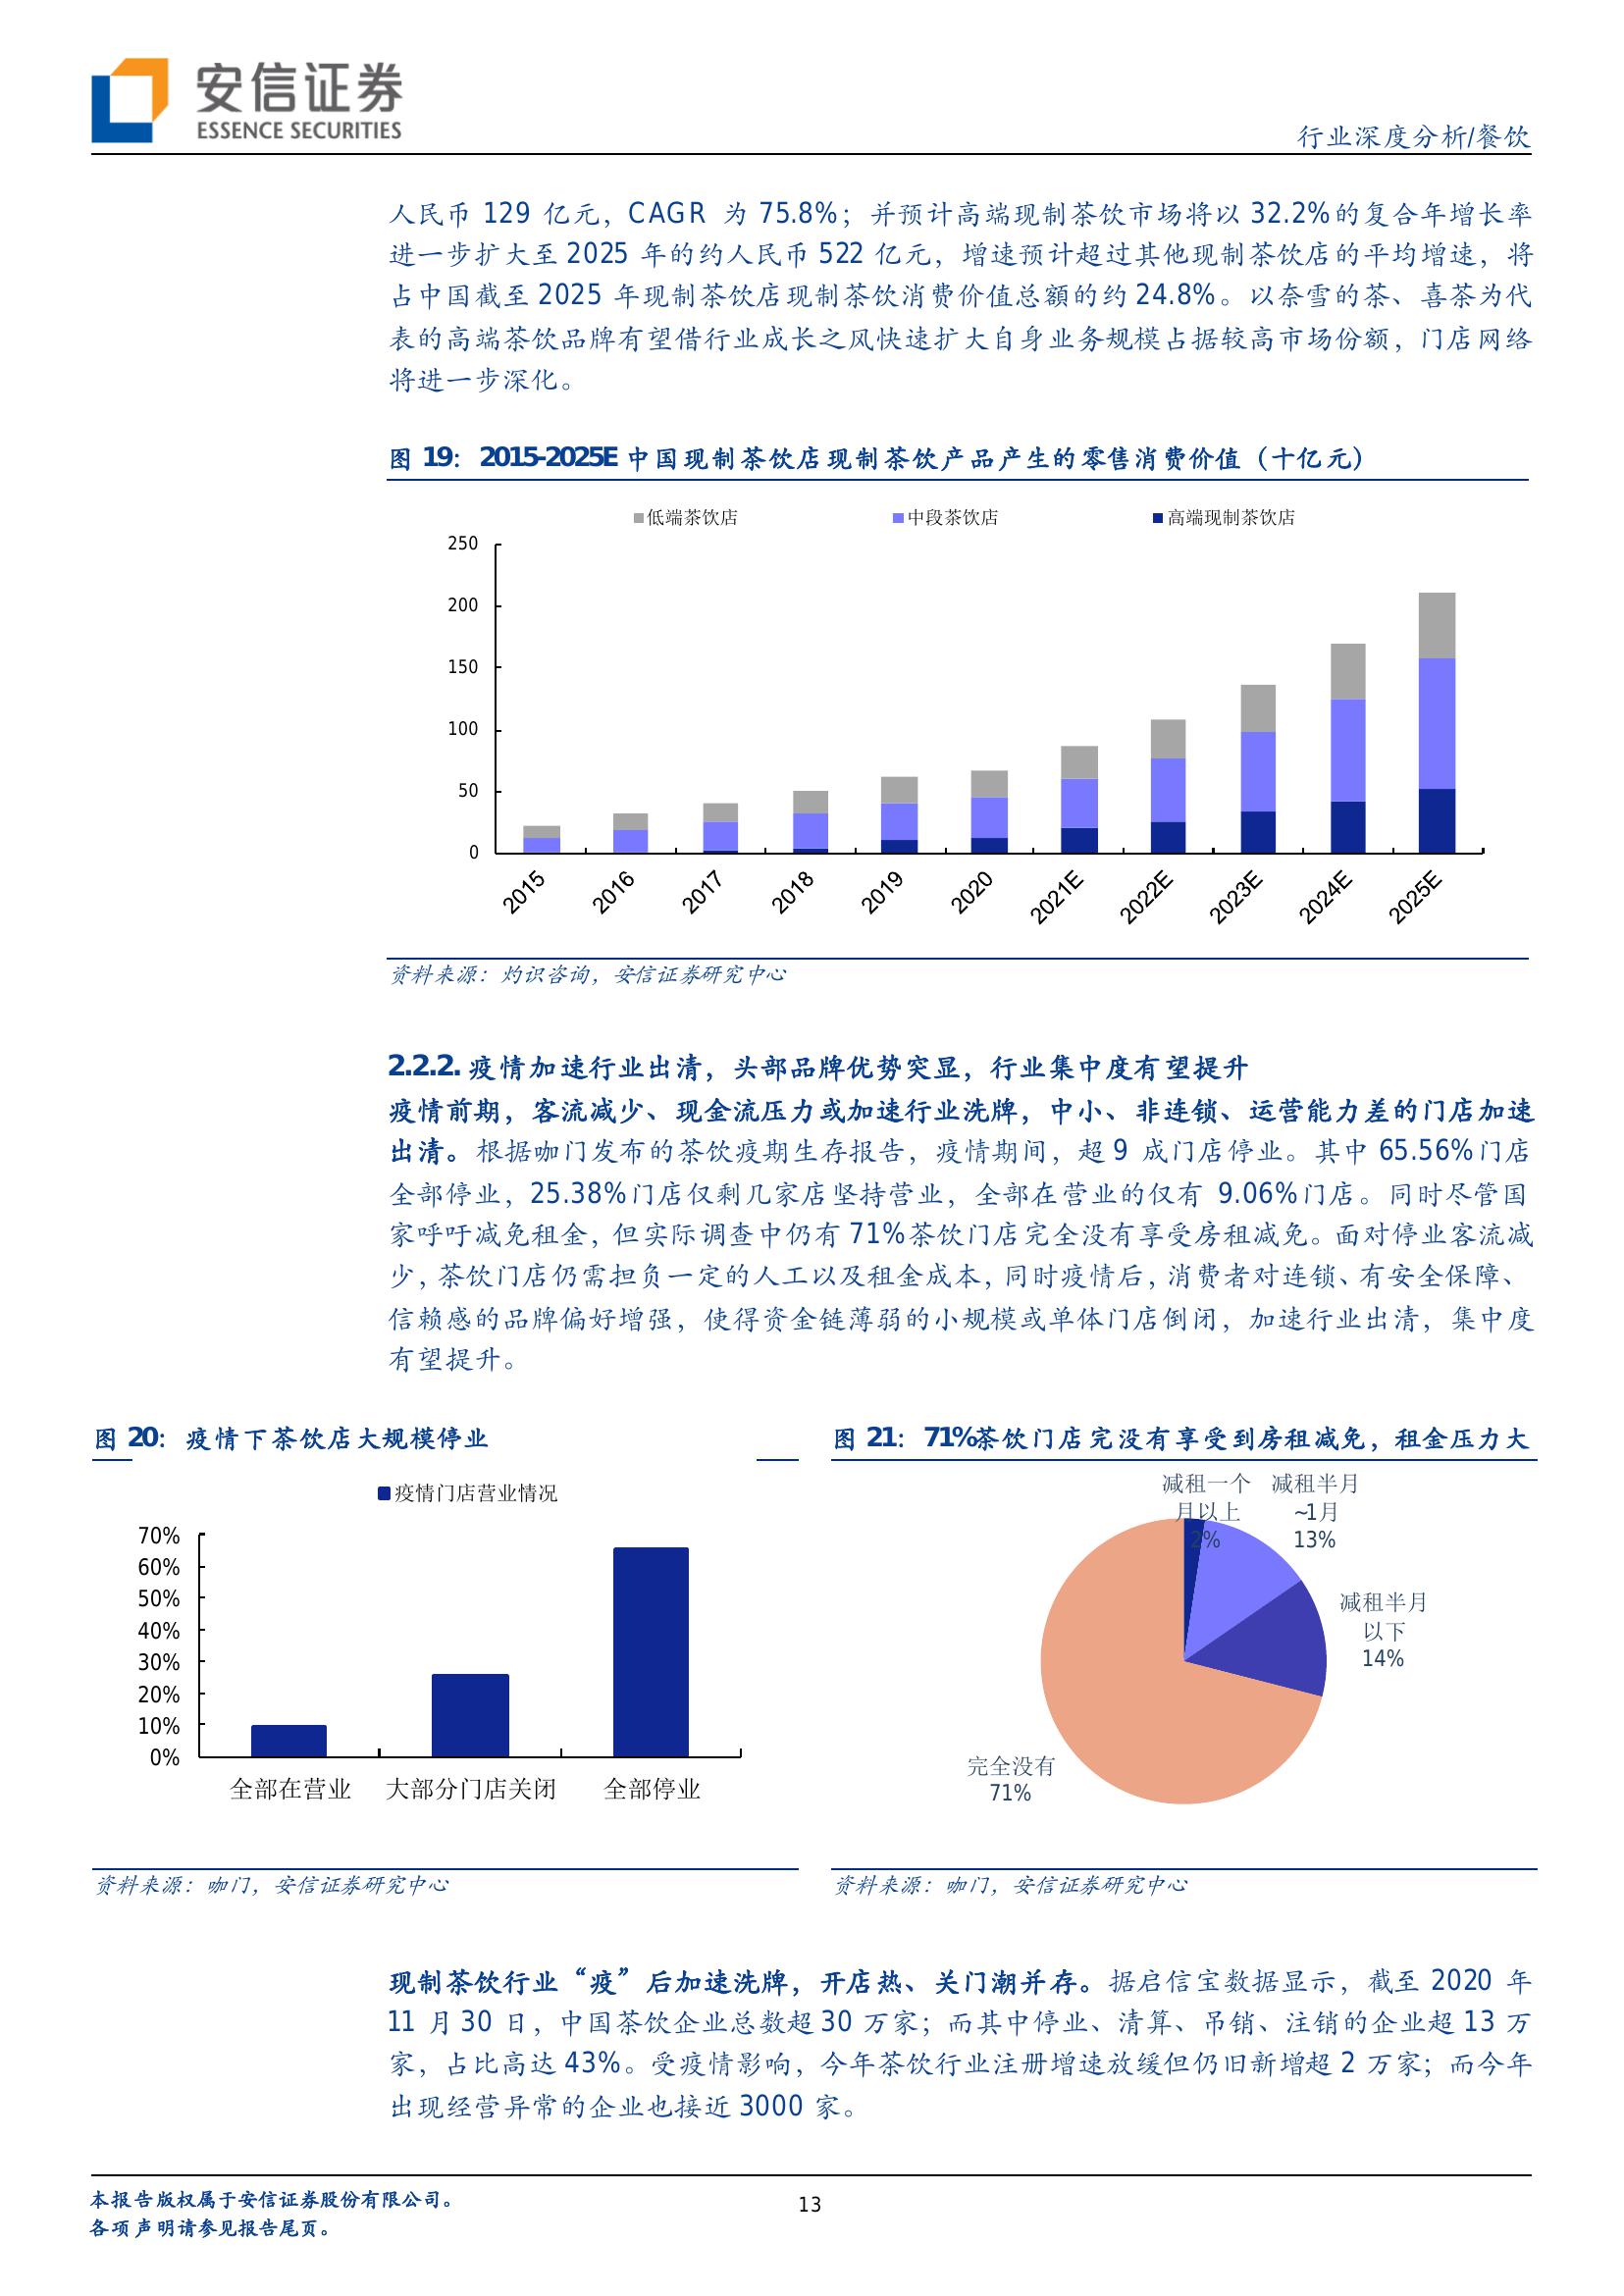 安信证券
ESSENCE SECURITIES
行业深度分析/餐饮
人民币 129 亿元，CAGR 为 75.8%；并预计高端现制茶饮市场将以 32.2%的复合年增长率
进一步扩大至 2025 年的约人民币 522 亿元，增速预计超过其他现制茶饮店的平均增速，将
占中国截至 2025 年现制茶饮店现制茶饮消费价值总额的约 24.8%。以奈雪的茶、喜茶为代
表的高端茶饮品牌有望借行业成长之风快速扩大自身业务规模占据较高市场份额，门店网络
将进一步深化。
图 19：2015-2025E 中国现制茶饮店现制茶饮产品产生的零售消费价值（十亿元）
低端茶饮店 中段茶饮店 高端现制茶饮店
250
200
150
100
50
0
2015 2016 2017 2018 2019 2020 2021E 2022E 2023E 2024E 2025E
资料来源：灼识咨询，安信证券研究中心
2.2.2. 疫情加速行业出清，头部品牌优势突显，行业集中度有望提升
疫情前期，客流减少、现金流压力或加速行业洗牌，中小、非连锁、运营能力差的门店加速
出清。根据咖门发布的茶饮疫期生存报告，疫情期间，超 9 成门店停业。其中 65.56%门店
全部停业，25.38%门店仅剩几家店坚持营业，全部在营业的仅有 9.06%门店。同时尽管国
家呼吁减免租金，但实际调查中仍有 71%茶饮门店完全没有享受房租减免。面对停业客流减
少，茶饮门店仍需担负一定的人工以及租金成本，同时疫情后，消费者对连锁、有安全保障、
信赖感的品牌偏好增强，使得资金链薄弱的小规模或单体门店倒闭，加速行业出清，集中度
有望提升。
图 20：疫情下茶饮店大规模停业
疫情门店营业情况
70%
60%
50%
40%
30%
20%
10%
0%
全部在营业 大部分门店关闭 全部停业
资料来源：咖门，安信证券研究中心
图 21：71%茶饮门店完没有享受到房租减免，租金压力大
减租一个
月以上
2%
减租半月
~1月
13%
减租半月
以下
14%
完全没有
71%
资料来源：咖门，安信证券研究中心
现制茶饮行业“疫”后加速洗牌，开店热、关门潮并存。据启信宝数据显示，截至 2020 年
11 月 30 日，中国茶饮企业总数超 30 万家；而其中停业、清算、吊销、注销的企业超 13 万
家，占比高达 43%。受疫情影响，今年茶饮行业注册增速放缓但仍旧新增超 2 万家；而今年
出现经营异常的企业也接近 3000 家。
本报告版权属于安信证券股份有限公司。
各项声明请参见报告尾页。
13